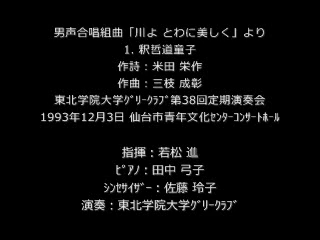 男声合唱組曲「川よ とわに美しく」より
1. 釈哲道童子
作詩：米田 栄作
作曲：三枝 成彰
東北学院大学ｸﾞﾘｰｸﾗﾌﾞ第38回定期演奏会
1993年12月3日 仙台市青年文化ｾﾝﾀｰｺﾝｻｰﾄﾎｰﾙ
指揮：若松 進
ﾋﾟｱﾉ：田中 弓子
ｼﾝｾｻｲｻﾞｰ：佐藤 玲子
演奏：東北学院大学ｸﾞﾘｰｸﾗﾌﾞ